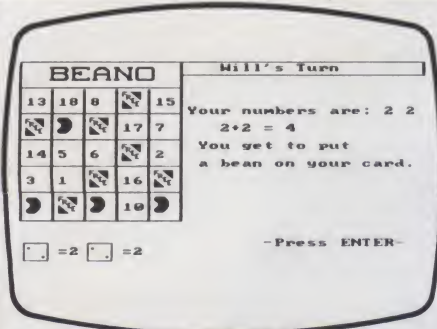 BEANO
Will's Turn
13 18 8 15
17 7
14 5 6 2
3 1 16
10
Your numbers are: 2 2
2+2 = 4
You get to put
a bean on your card.
=2 =2
-Press ENTER-